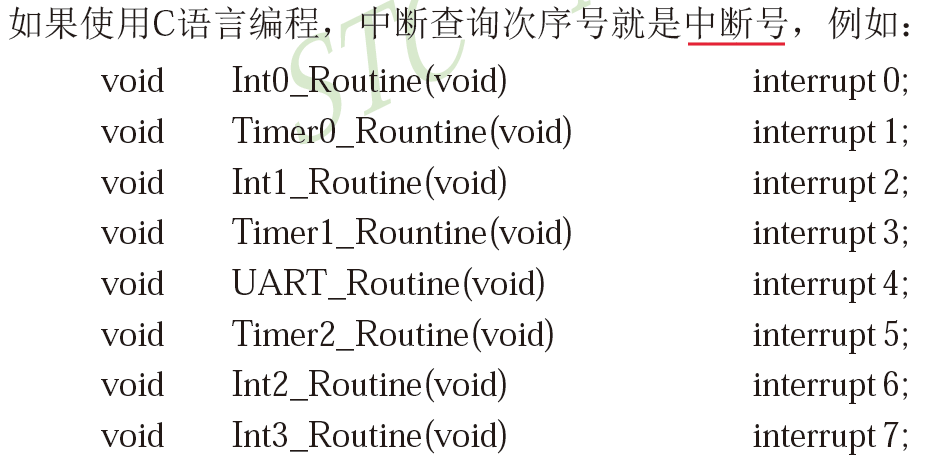 如果使用C语言编程，中断查询次序号就是中断号，例如：
void Int0_Routine(void) interrupt 0;
void Timer0_Rountine(void) interrupt 1;
void Int1_Routine(void) interrupt 2;
void Timer1_Rountine(void) interrupt 3;
void UART_Routine(void) interrupt 4;
void Timer2_Routine(void) interrupt 5;
void Int2_Routine(void) interrupt 6;
void Int3_Routine(void) interrupt 7;
STC